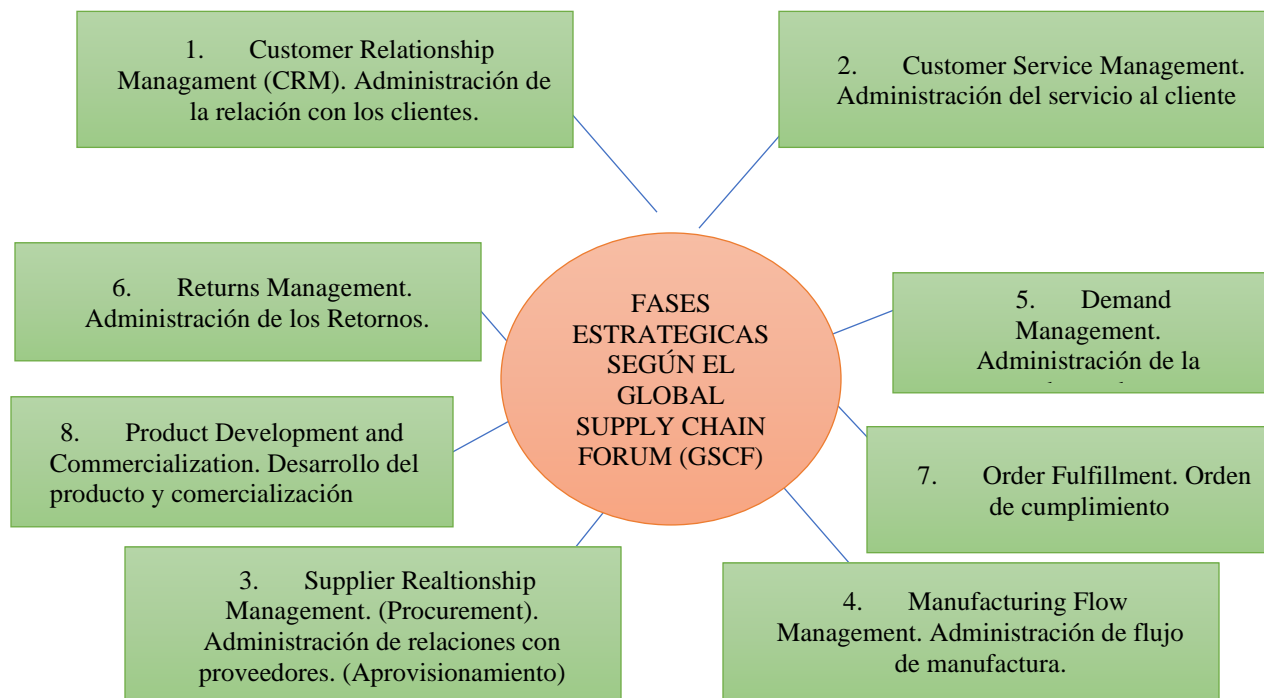 1. Customer Relationship
Managament (CRM). Administración de
la relación con los clientes.
2. Customer Service Management.
Administración del servicio al cliente
6. Returns Management.
Administración de los Retornos.
FASES
ESTRATEGICAS
SEGÚN EL
GLOBAL
SUPPLY CHAIN
FORUM (GSCF)
5. Demand
Management.
Administración de la
8. Product Development and
Commercialization. Desarrollo del
producto y comercialización
7. Order Fulfillment. Orden
de cumplimiento
3. Supplier Realtionship
Management. (Procurement).
Administración de relaciones con
proveedores. (Aprovisionamiento)
4. Manufacturing Flow
Management. Administración de flujo
de manufactura.